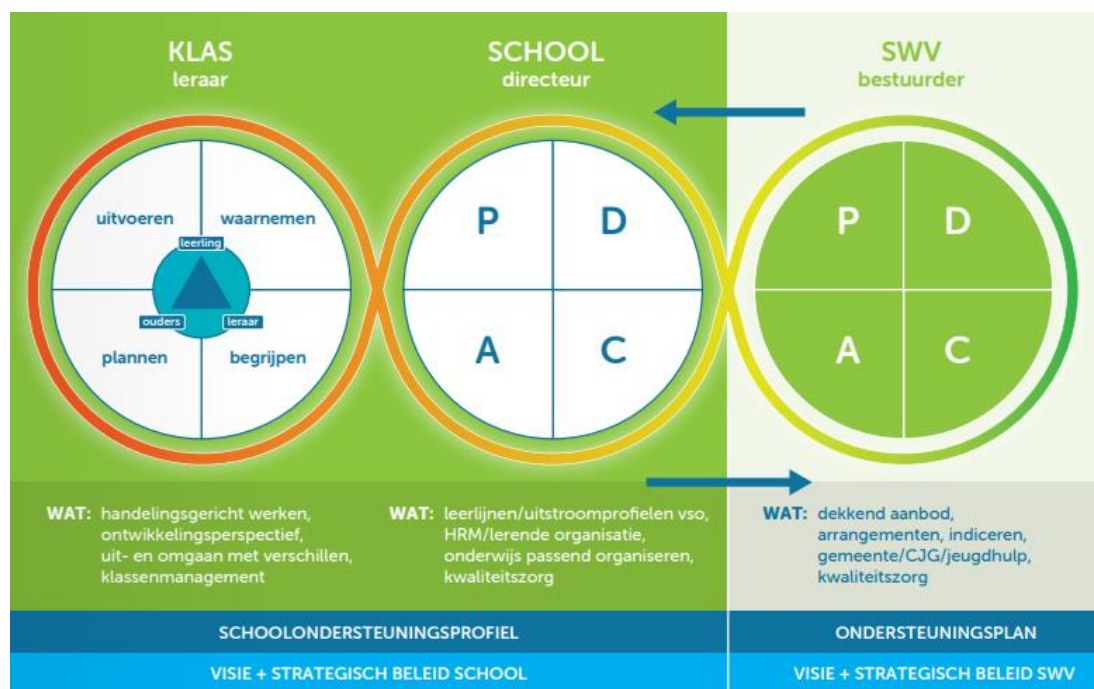 KLAS
leraar
SCHOOL
directeur
SWV
bestuurder
uitvoeren
waarnemen
leerling
ouders
leraar
plannen
begrijpen
P
D
A
C
P
D
A
C
WAT: handelingsgericht werken,
ontwikkelingsperspectief,
uit- en omgaan met verschillen,
klassenmanagement
WAT: leerlijnen/uitstroomprofielen vso,
HRM/lerende organisatie,
onderwijs passend organiseren,
kwaliteitszorg
WAT: dekkend aanbod,
arrangementen, indiceren,
gemeente/CJG/jeugdhulp,
kwaliteitszorg
SCHOOLONDERSTEUNINGSPROFIEL
ONDERSTEUNINGSPLAN
VISIE + STRATEGISCH BELEID SCHOOL
VISIE + STRATEGISCH BELEID SWV